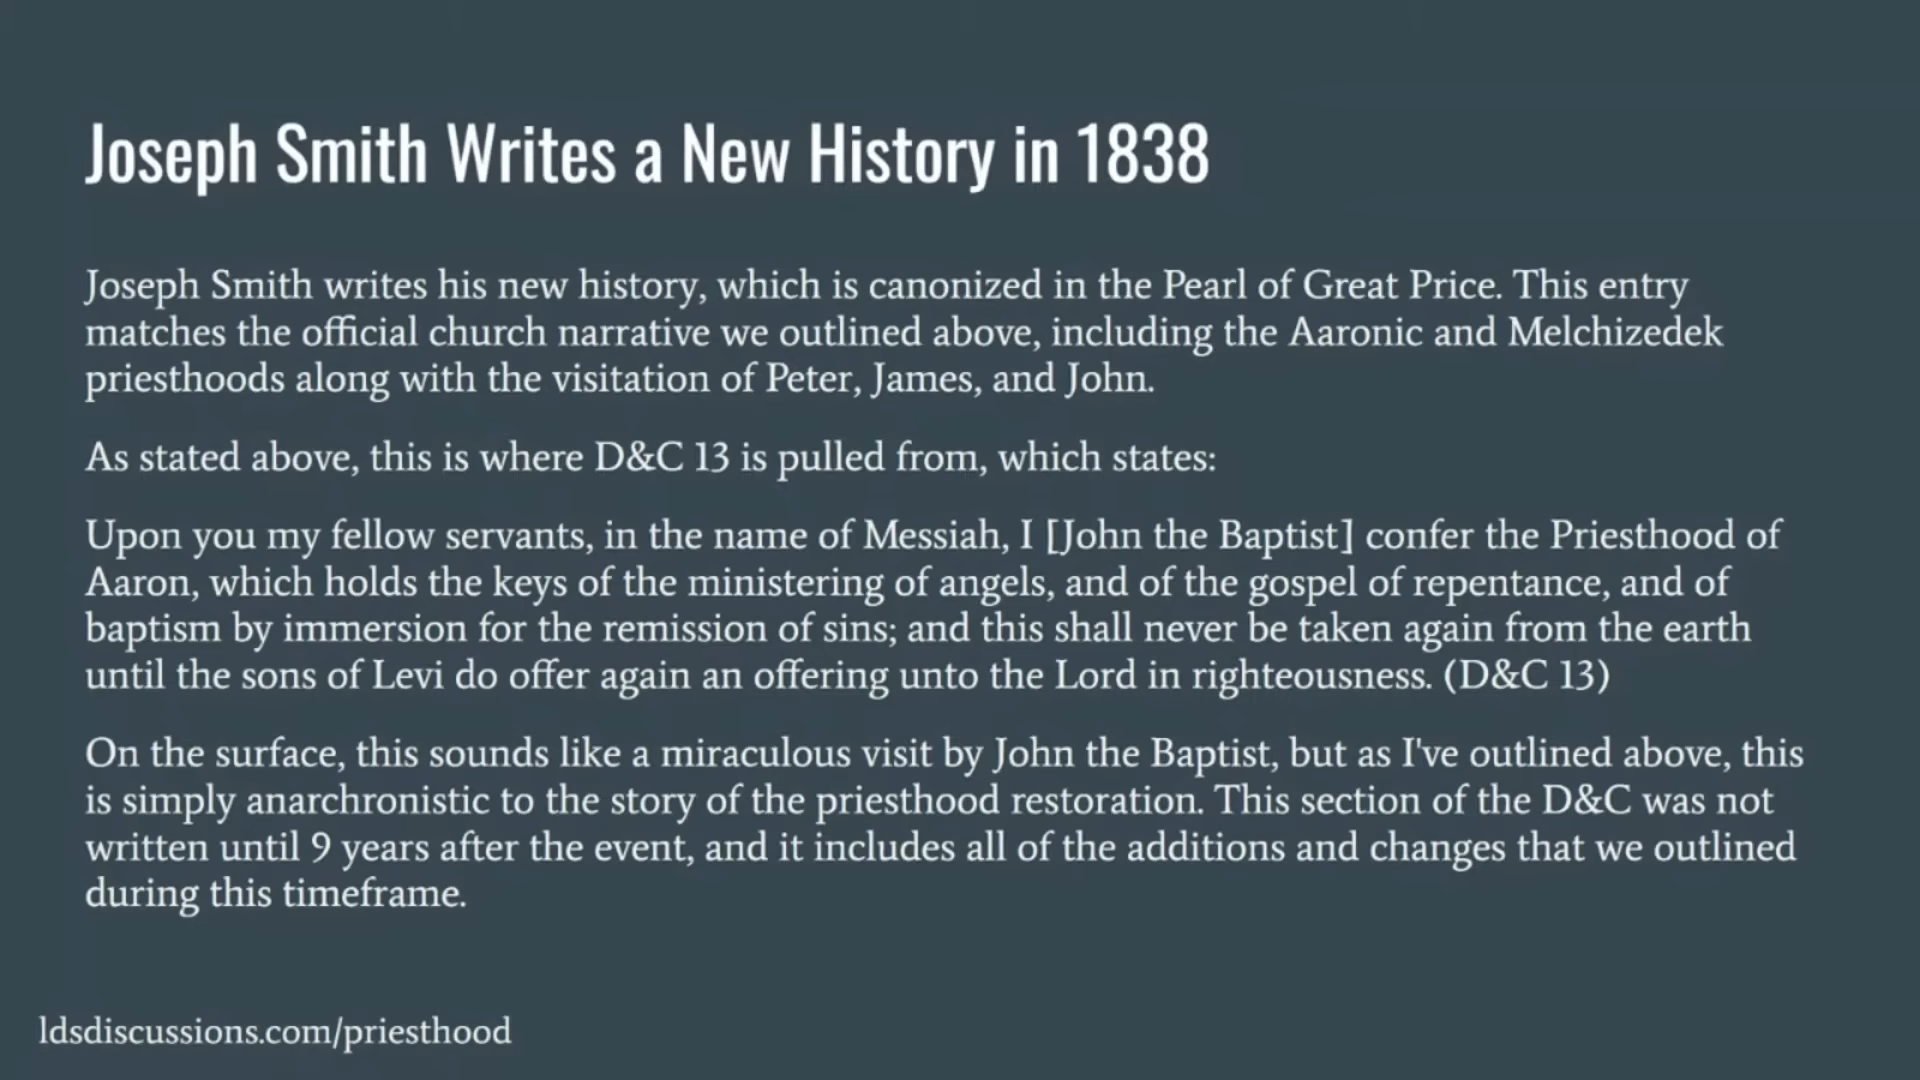 Joseph Smith Writes a New History in 1838
Joseph Smith writes his new history, which is canonized in the Pearl of Great Price. This entry
matches the official church narrative we outlined above, including the Aaronic and Melchizedek
priesthoods along with the visitation of Peter, James, and John.
As stated above, this is where D&C 13 is pulled from, which states:
Upon you my fellow servants, in the name of Messiah, I [John the Baptist] confer the Priesthood of
Aaron, which holds the keys of the ministering of angels, and of the gospel of repentance, and of
baptism by immersion for the remission of sins; and this shall never be taken again from the earth
until the sons of Levi do offer again an offering unto the Lord in righteousness. (D&C 13)
On the surface, this sounds like a miraculous visit by John the Baptist, but as I've outlined above, this
is simply anarchronistic to the story of the priesthood restoration. This section of the D&C was not
written until 9 years after the event, and it includes all of the additions and changes that we outlined
during this timeframe.
ldsdiscussions.com/priesthood